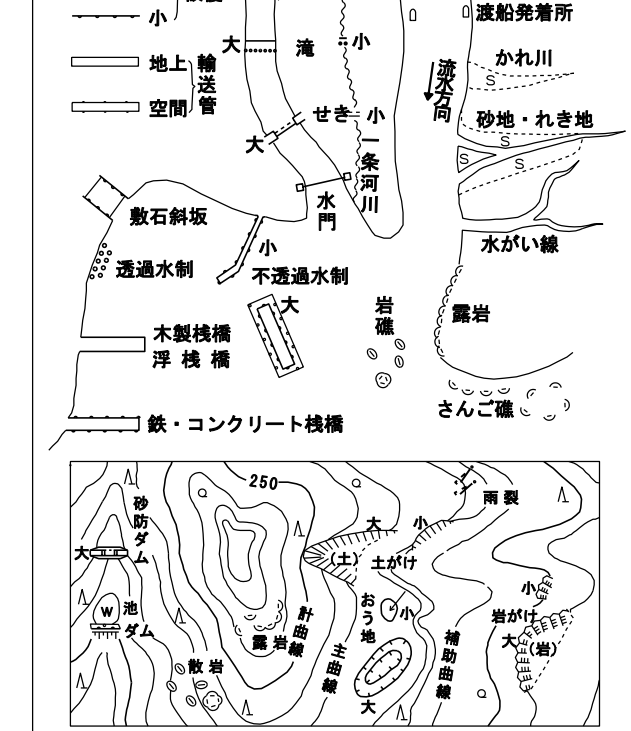 小
地上
空間
輸送管
大
滝
小
せき
小
大
一条河川
水門
流水方向
渡船発着所
かれ川
S
砂地・れき地
S
S
S
水がい線
敷石斜坂
透過水制
小
不透過水制
大
岩礁
露岩
木製桟橋
浮桟橋
さんご礁
鉄・コンクリート桟橋
250
砂防ダム
大
大
小
雨裂
(土)
土がけ
W
池
ダム
おう地
小
小
岩がけ
大
(岩)
露岩
計曲線
主曲線
補助曲線
散岩
大